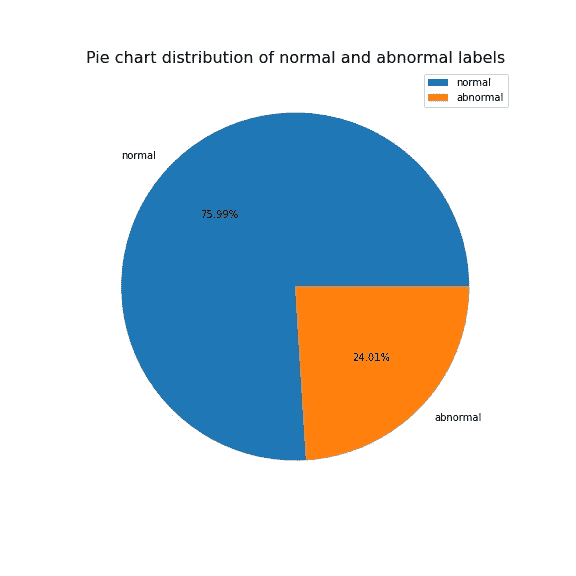 Pie chart distribution of normal and abnormal labels
normal
abnormal
normal
75.99%
24.01%
abnormal